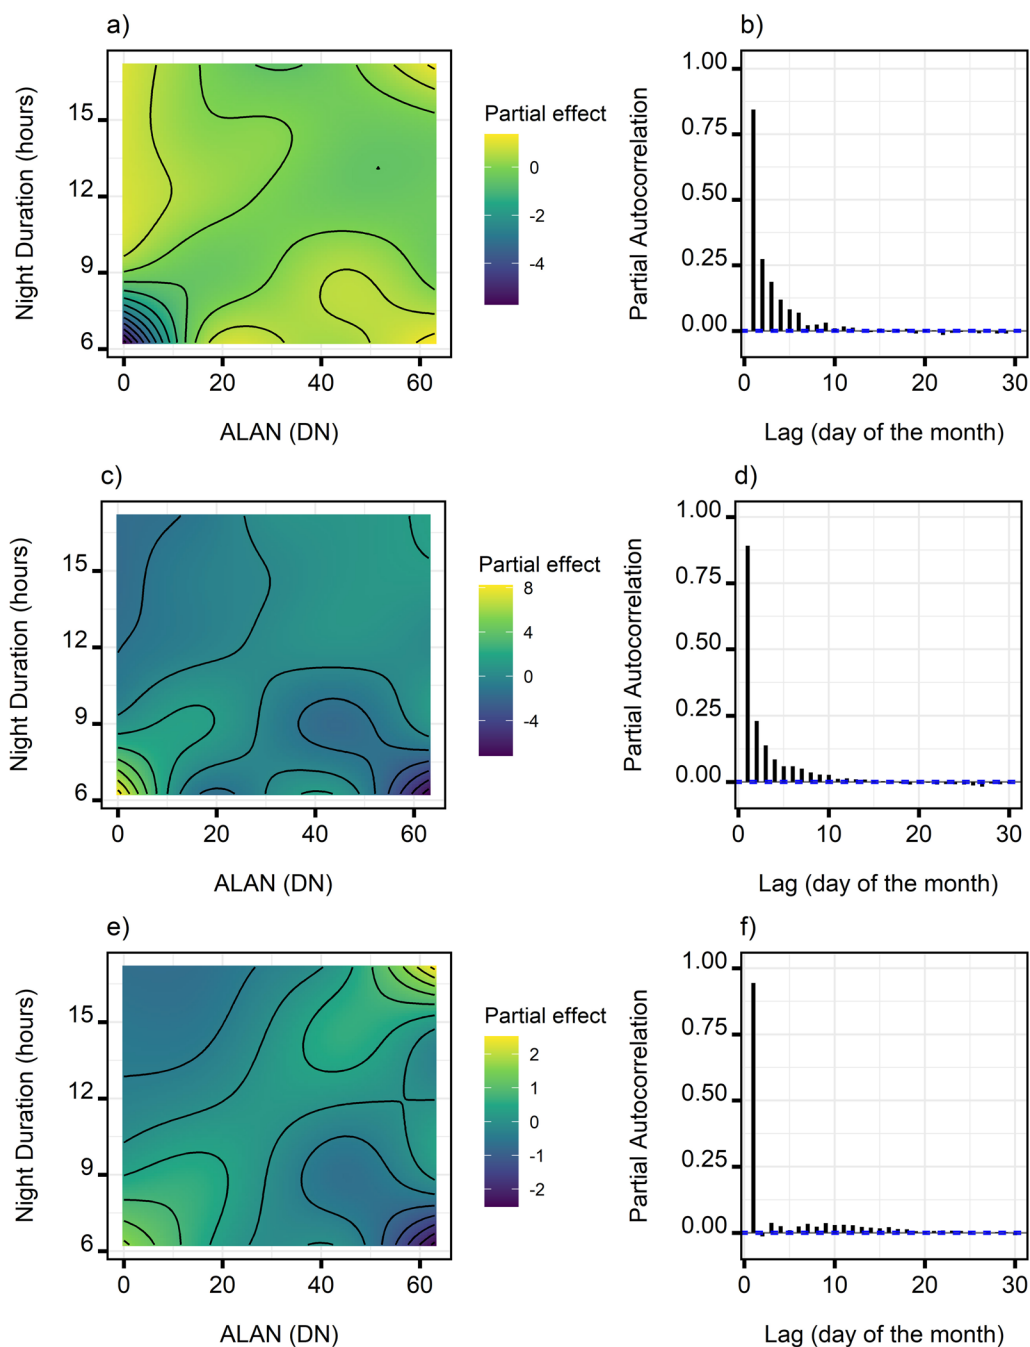 a)
Night Duration (hours)
15
12
9
6
0 20 40 60
ALAN (DN)
Partial effect
0
-2
-4
b)
Partial Autocorrelation
1.00
0.75
0.50
0.25
0.00
0 10 20 30
Lag (day of the month)
c)
Night Duration (hours)
15
12
9
6
0 20 40 60
ALAN (DN)
Partial effect
8
4
0
-4
d)
Partial Autocorrelation
1.00
0.75
0.50
0.25
0.00
0 10 20 30
Lag (day of the month)
e)
Night Duration (hours)
15
12
9
6
0 20 40 60
ALAN (DN)
Partial effect
2
1
0
-1
-2
f)
Partial Autocorrelation
1.00
0.75
0.50
0.25
0.00
0 10 20 30
Lag (day of the month)